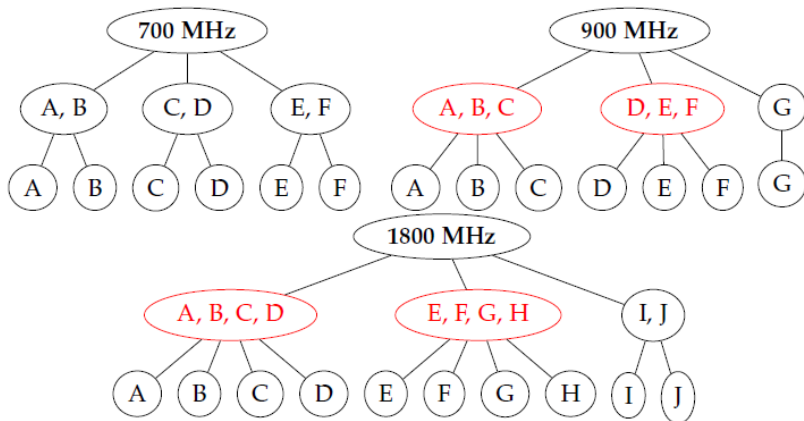 700 MHz
900 MHz
A, B
C, D
E, F
A, B, C
D, E, F
G
A
B
C
D
E
F
A
B
C
D
E
F
G
1800 MHz
A, B, C, D
E, F, G, H
I, J
A
B
C
D
E
F
G
H
I
J